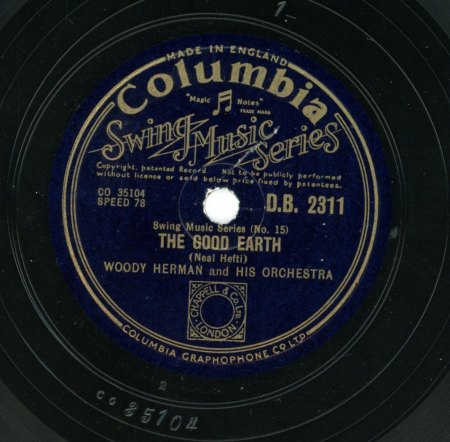 1-
MADE IN ENGLAND
Columbia
"Magic Notes"
TRADE MARK
Swing Music Series
Copyright, patented Record Not to be publicly performed
without licence or sold below price fixed by patentees.
CO 35104
SPEED 78
D.B. 2311
Swing Music Series (No. 15)
THE GOOD EARTH
(Neal Hefti)
WOODY HERMAN and HIS ORCHESTRA
CHAPPELL & Co Ltd
LONDON
COLUMBIA GRAPHOPHONE CO LTD
2
CO 35104